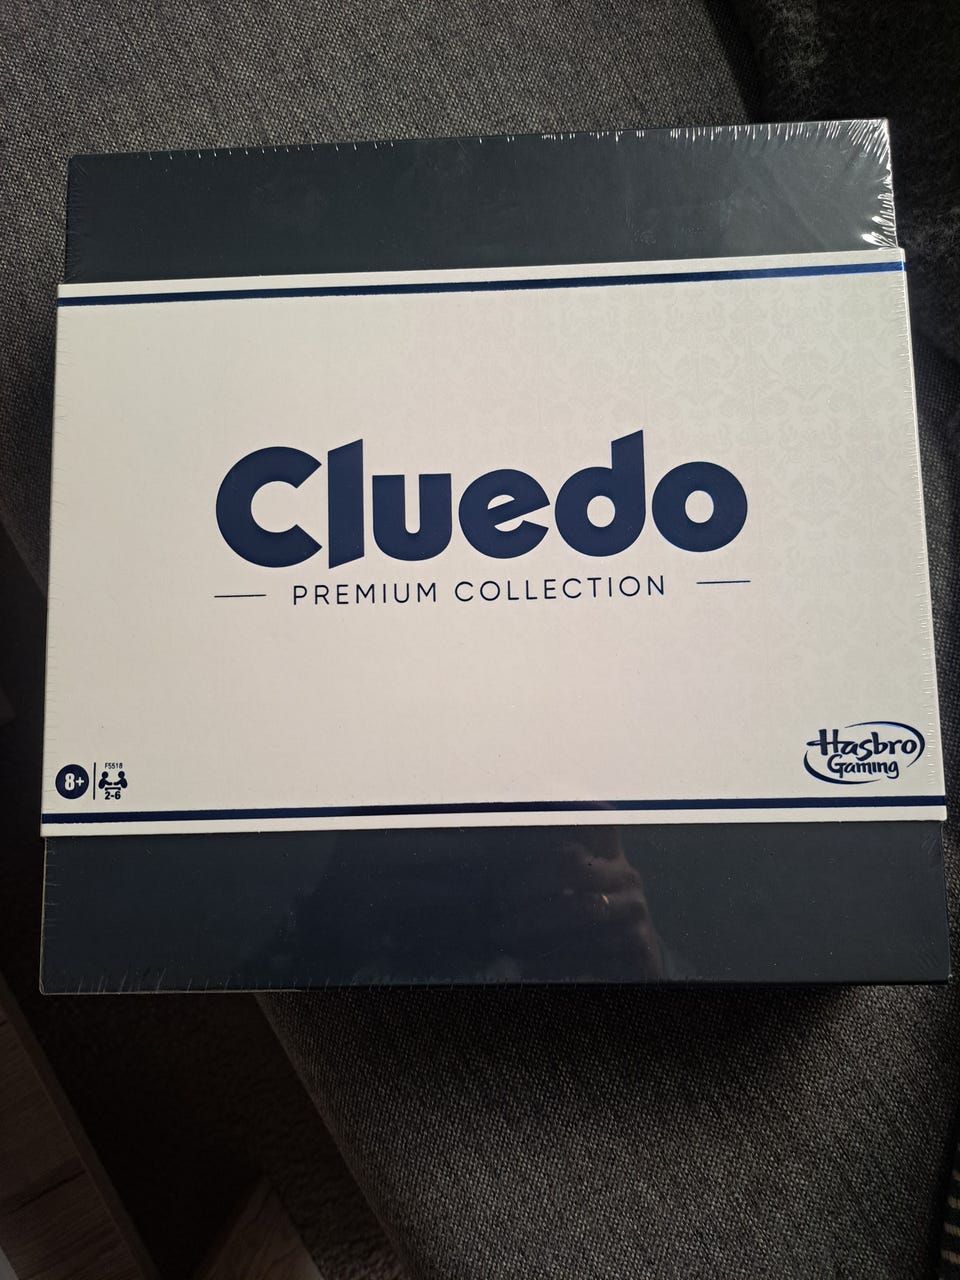 Cluedo
PREMIUM COLLECTION
8+
F5518
2-6
Hasbro
Gaming